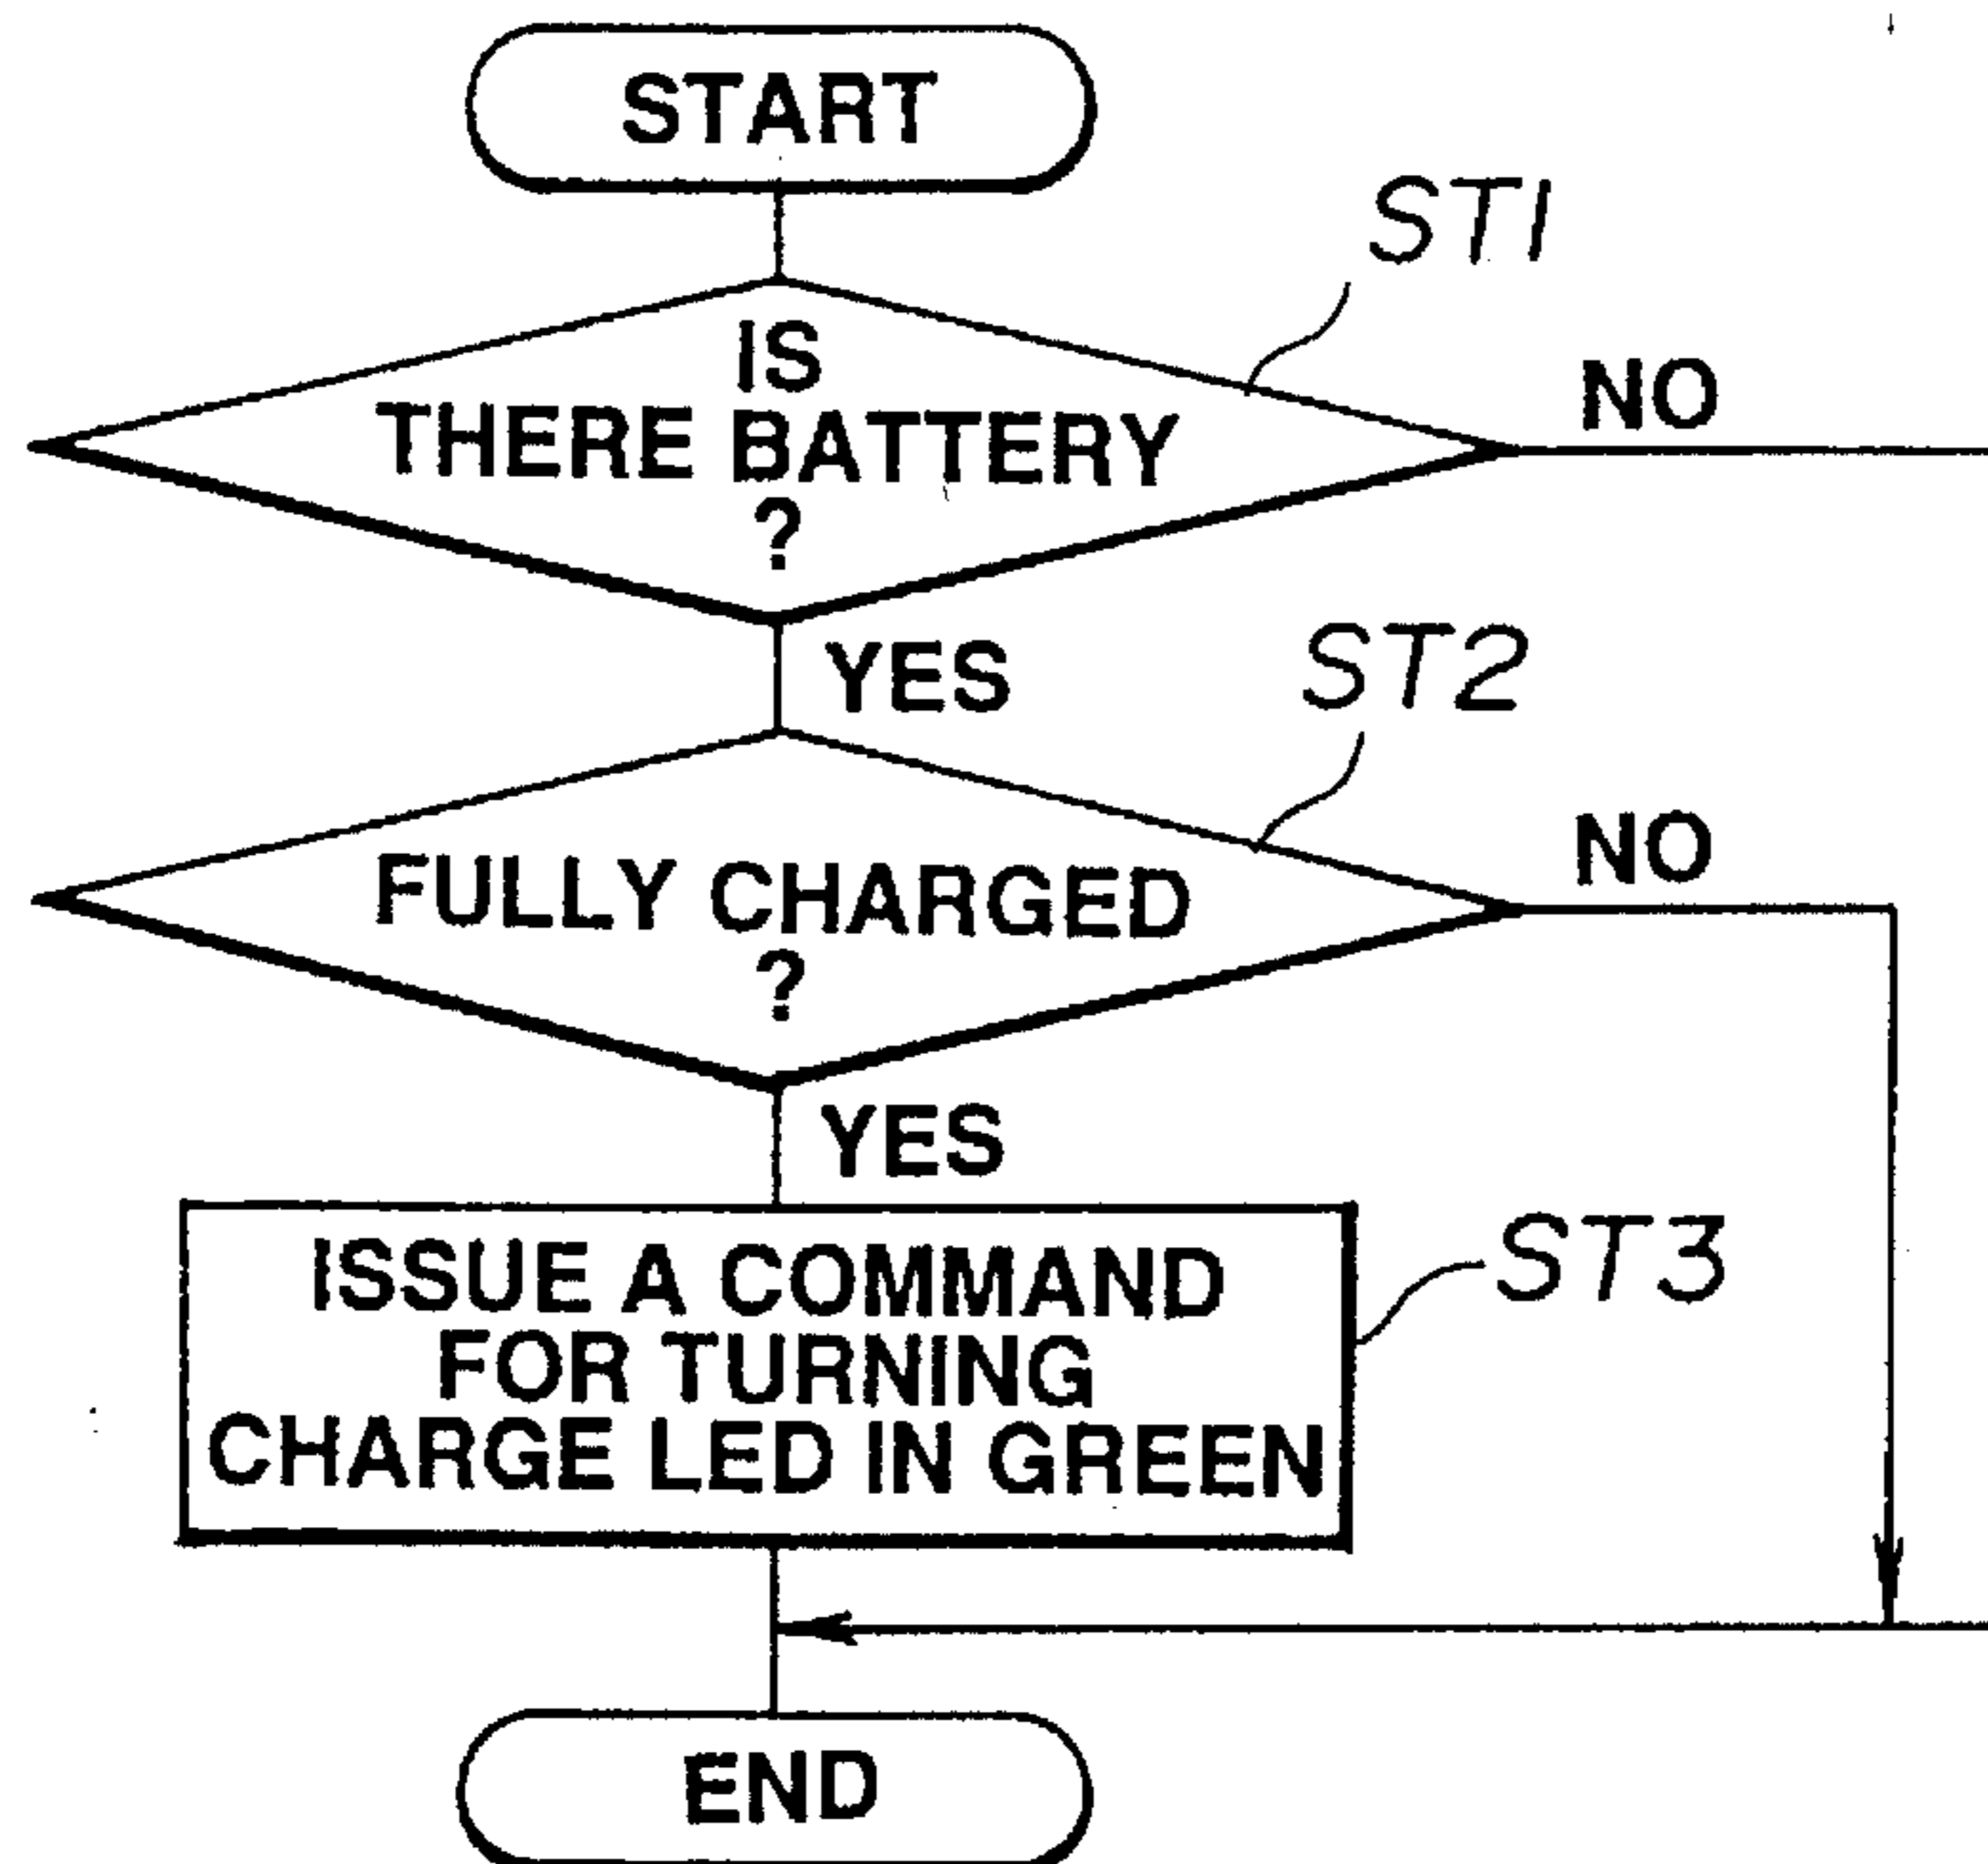 START
ST1
IS
THERE BATTERY
?
NO
YES
ST2
FULLY CHARGED
?
NO
YES
ISSUE A COMMAND
FOR TURNING
CHARGE LED IN GREEN
ST3
END